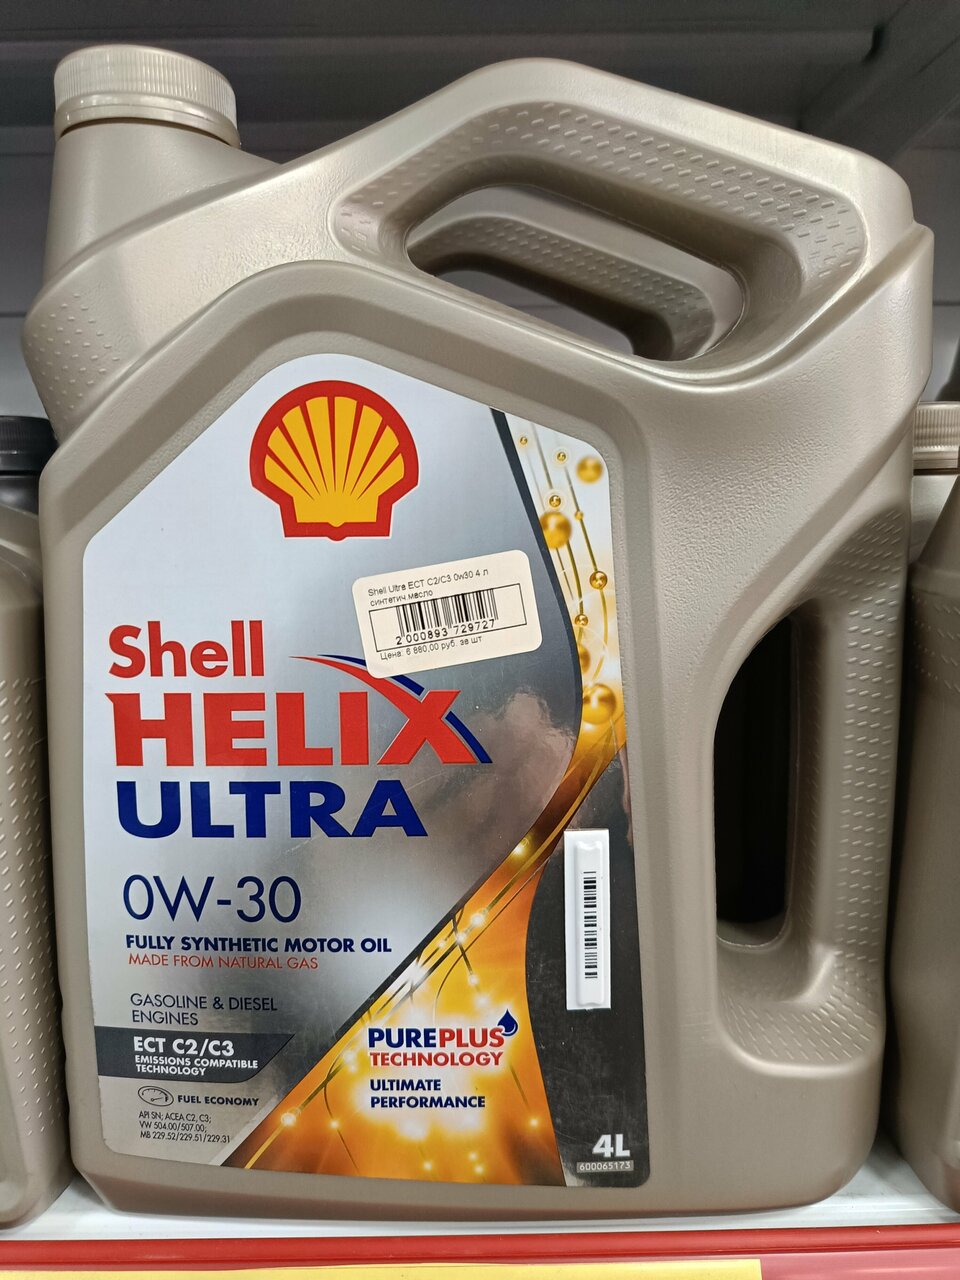 Shell Ultra ECT C2/C3 0w30 4 л
синтетич.масло
2 000893 729727
Цена: 6 880,00 руб. за шт
Shell
HELIX
ULTRA
0W-30
FULLY SYNTHETIC MOTOR OIL
MADE FROM NATURAL GAS
GASOLINE & DIESEL
ENGINES
ECT C2/C3
EMISSIONS COMPATIBLE
TECHNOLOGY
FUEL ECONOMY
API SN; ACEA C2, C3;
VW 504.00/507.00;
MB 229.52/229.51/229.31
PUREPLUS
TECHNOLOGY
ULTIMATE
PERFORMANCE
4L
600065173